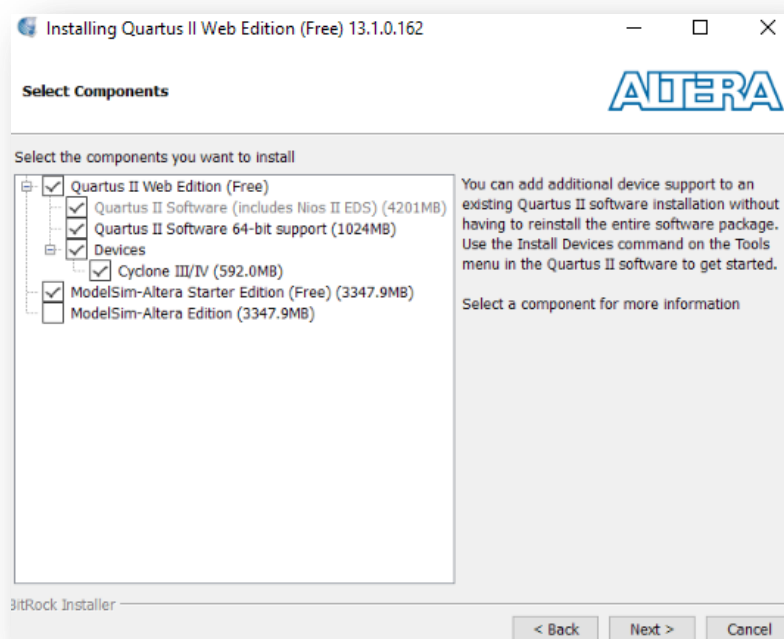 Installing Quartus II Web Edition (Free) 13.1.0.162
Select Components
ALTERA
Select the components you want to install
Quartus II Web Edition (Free)
Quartus II Software (includes Nios II EDS) (4201MB)
Quartus II Software 64-bit support (1024MB)
Devices
Cyclone III/IV (592.0MB)
ModelSim-Altera Starter Edition (Free) (3347.9MB)
ModelSim-Altera Edition (3347.9MB)
You can add additional device support to an
existing Quartus II software installation without
having to reinstall the entire software package.
Use the Install Devices command on the Tools
menu in the Quartus II software to get started.
Select a component for more information
BitRock Installer
< Back Next > Cancel